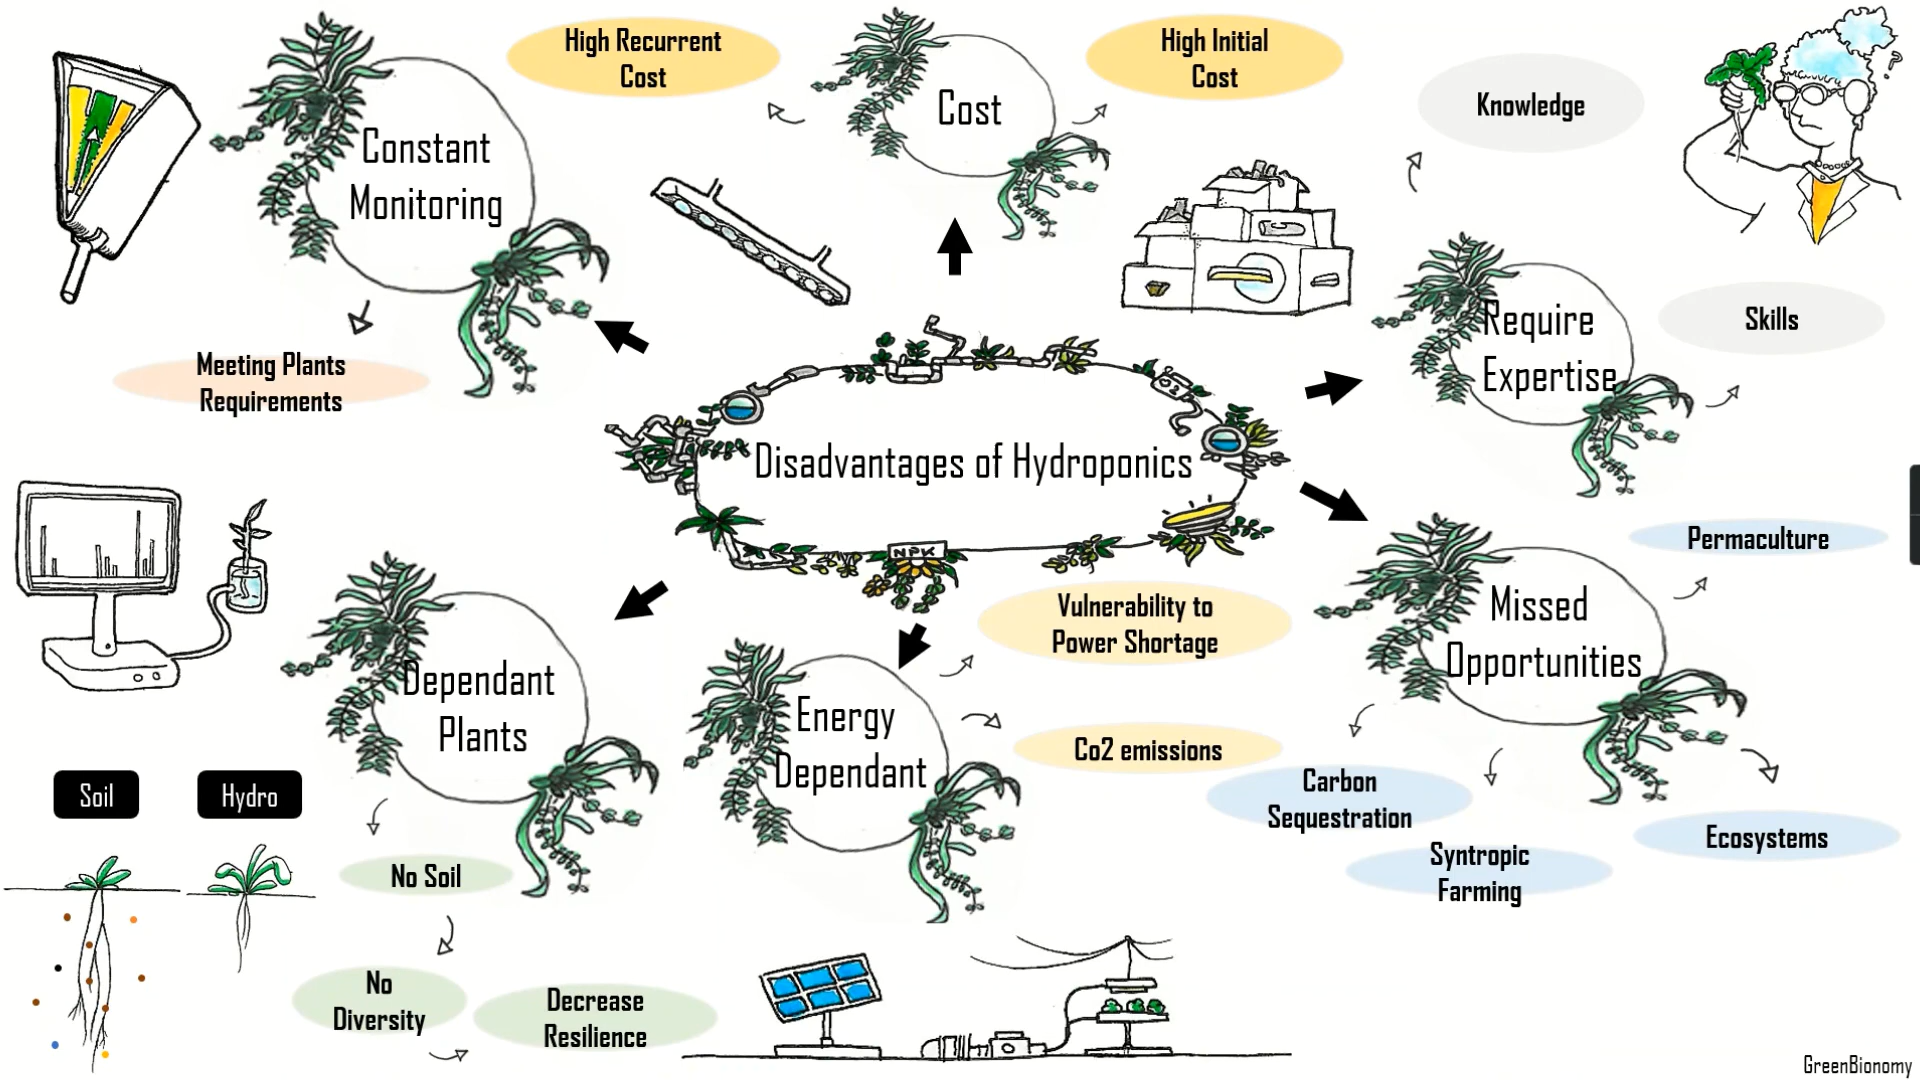 High Recurrent
Cost
Cost
High Initial
Cost
Knowledge
Constant
Monitoring
Require
Expertise
Skills
Meeting Plants
Requirements
Disadvantages of Hydroponics
NPK
Permaculture
Missed
Opportunities
Vulnerability to
Power Shortage
Dependant
Plants
Energy
Dependant
Co2 emissions
Carbon
Sequestration
Ecosystems
Syntropic
Farming
Soil
Hydro
No Soil
No
Diversity
Decrease
Resilience
GreenBionomy